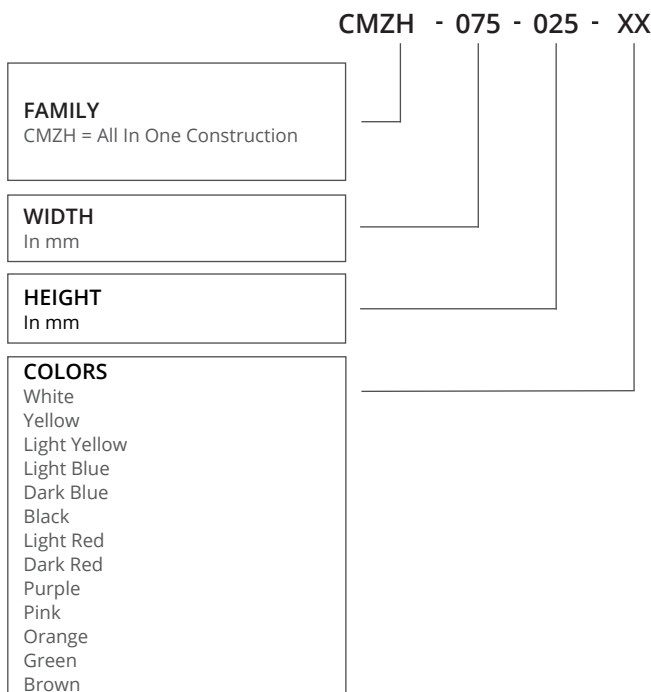 CMZH - 075 - 025 - XX
FAMILY
CMZH = All In One Construction
WIDTH
In mm
HEIGHT
In mm
COLORS
White
Yellow
Light Yellow
Light Blue
Dark Blue
Black
Light Red
Dark Red
Purple
Pink
Orange
Green
Brown